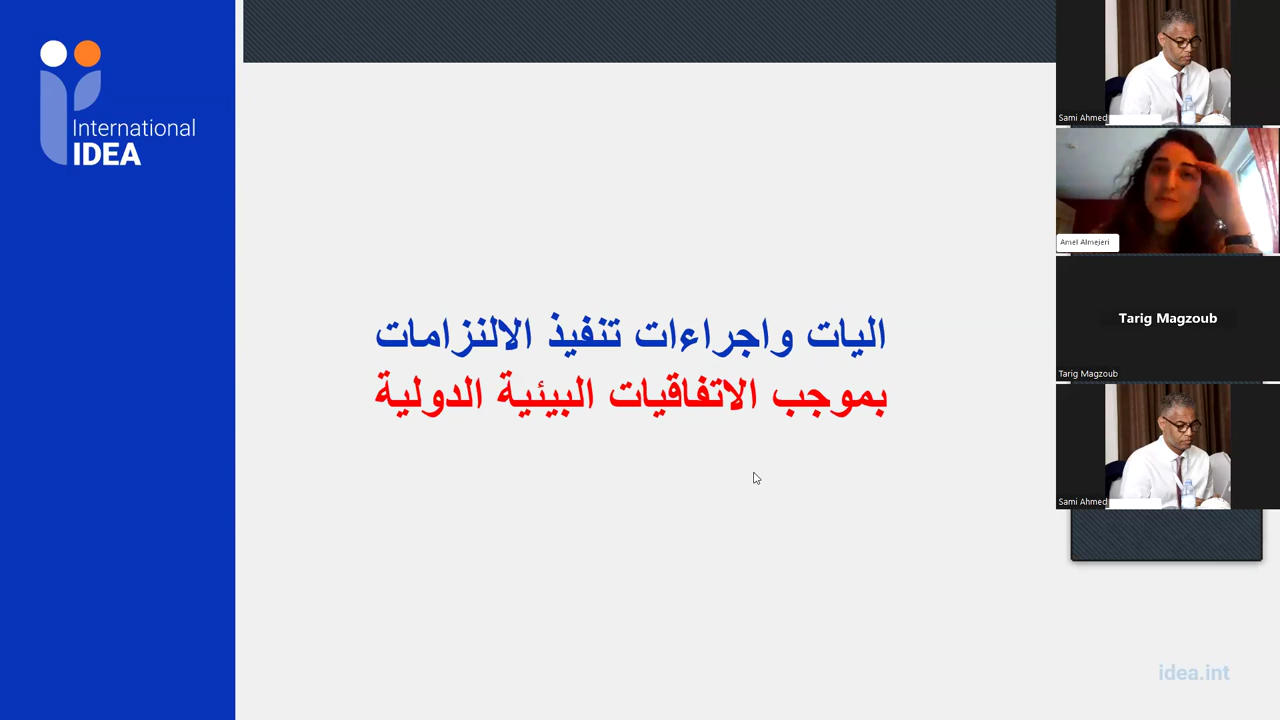 International
IDEA
اليات واجراءات تنفيذ الالنزامات
بموجب الاتفاقيات البيئية الدولية
Sami Ahmed
Amel Almejeri
Tarig Magzoub
Tarig Magzoub
Sami Ahmed
idea.int